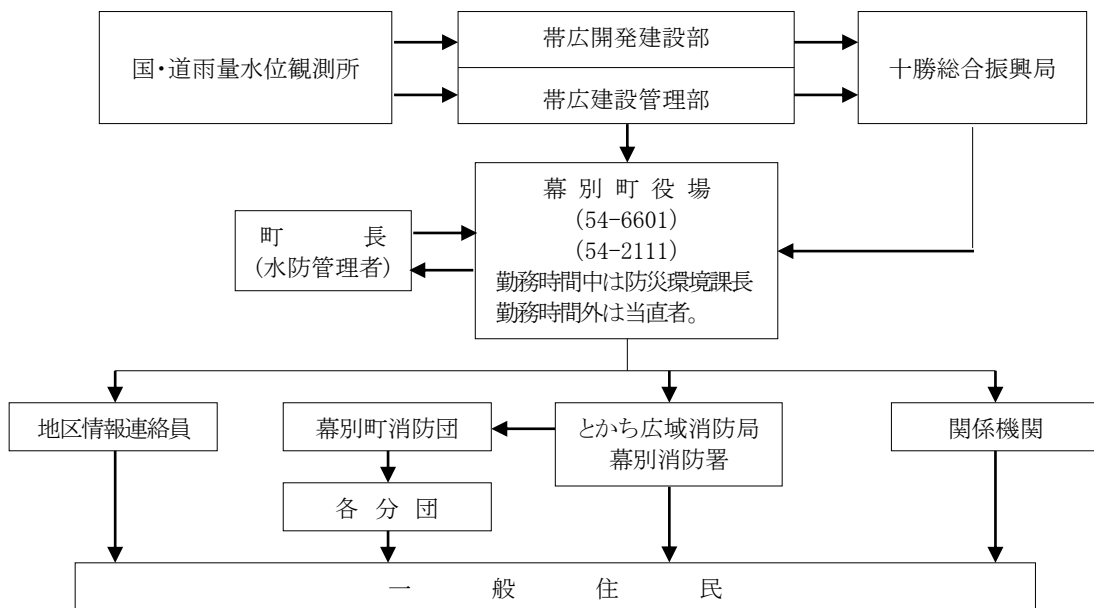 国・道雨量水位観測所
帯広開発建設部
帯広建設管理部
十勝総合振興局
幕 別 町 役 場
(54-6601)
(54-2111)
勤務時間中は防災環境課長
勤務時間外は当直者。
町 長
(水防管理者)
地区情報連絡員
幕別町消防団
とかち広域消防局
幕別消防署
関係機関
各 分 団
一 般 住 民